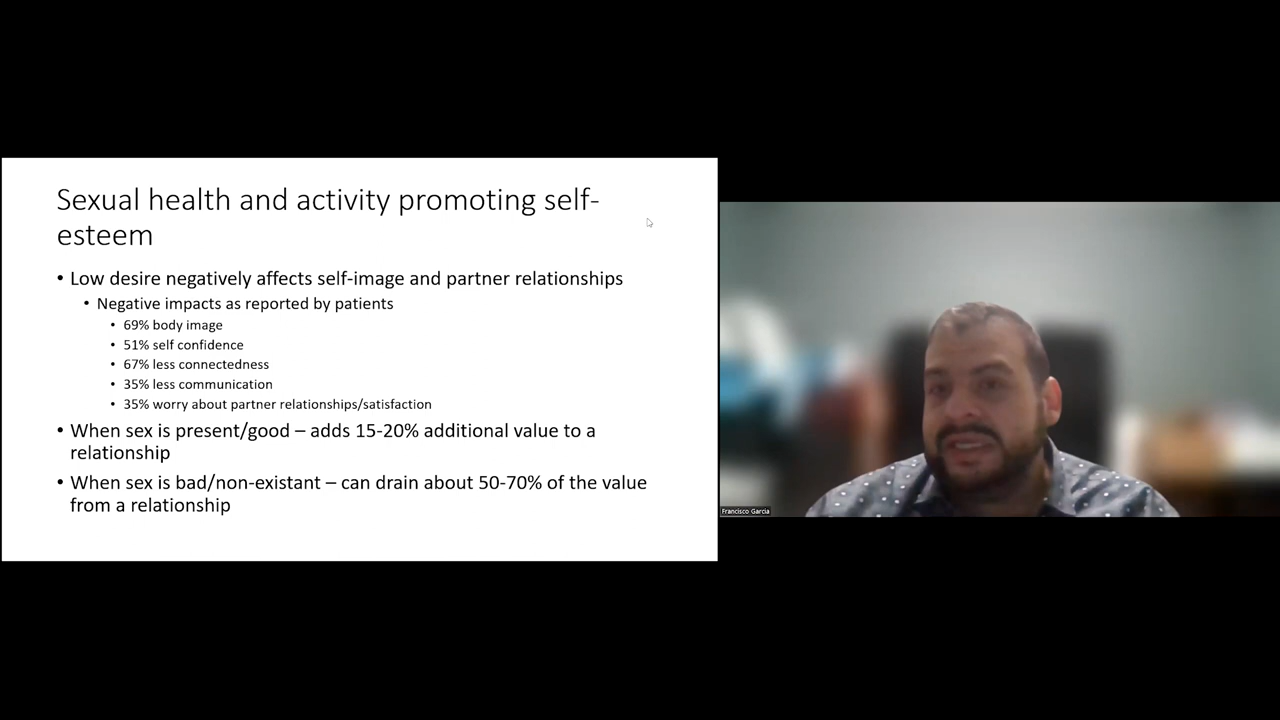 Sexual health and activity promoting self-
esteem
• Low desire negatively affects self-image and partner relationships
• Negative impacts as reported by patients
• 69% body image
• 51% self confidence
• 67% less connectedness
• 35% less communication
• 35% worry about partner relationships/satisfaction
• When sex is present/good – adds 15-20% additional value to a
relationship
• When sex is bad/non-existant – can drain about 50-70% of the value
from a relationship
Francisco Garcia